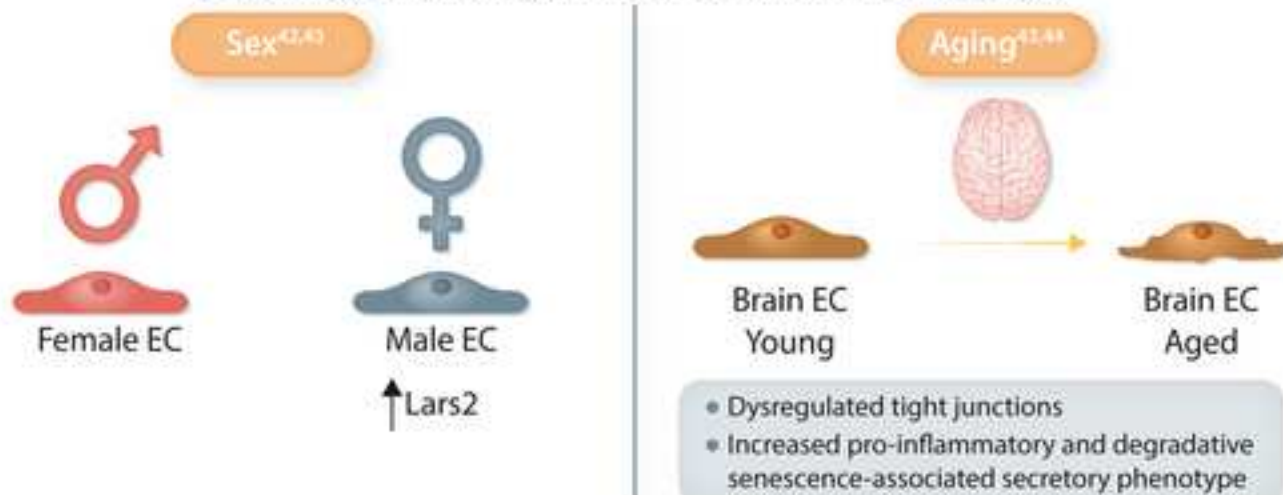 Sex42,43
Aging43,44
Female EC
Male EC
↑Lars2
Brain EC
Young
Brain EC
Aged
• Dysregulated tight junctions
• Increased pro-inflammatory and degradative
senescence-associated secretory phenotype